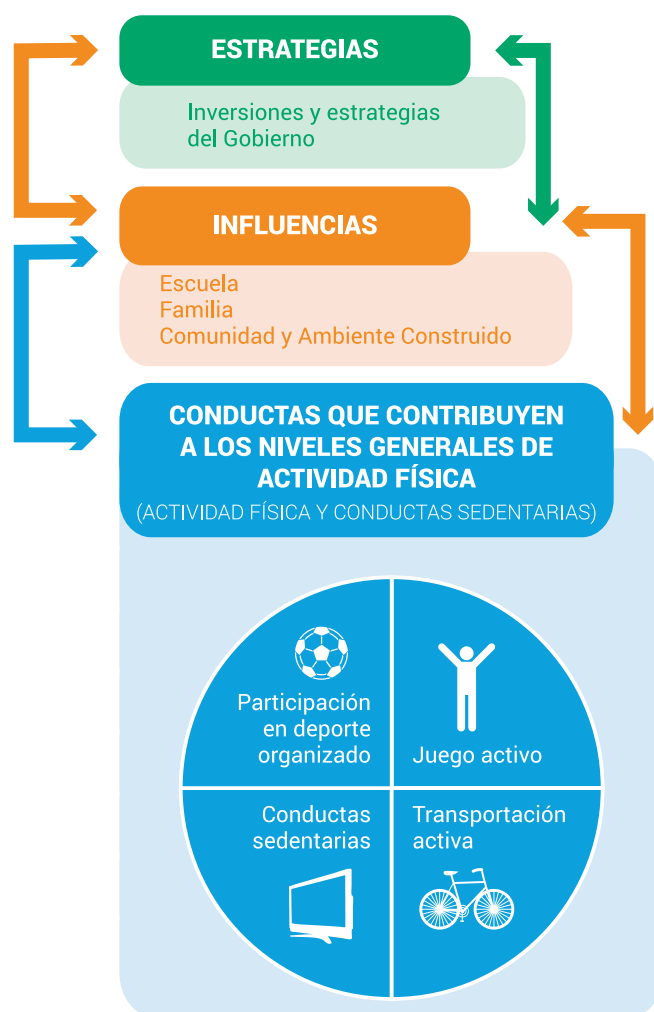 ESTRATEGIAS
Inversiones y estrategias
del Gobierno
INFLUENCIAS
Escuela
Familia
Comunidad y Ambiente Construido
CONDUCTAS QUE CONTRIBUYEN
A LOS NIVELES GENERALES DE
ACTIVIDAD FÍSICA
(ACTIVIDAD FÍSICA Y CONDUCTAS SEDENTARIAS)
Participación
en deporte
organizado
Juego activo
Conductas
sedentarias
Transportación
activa